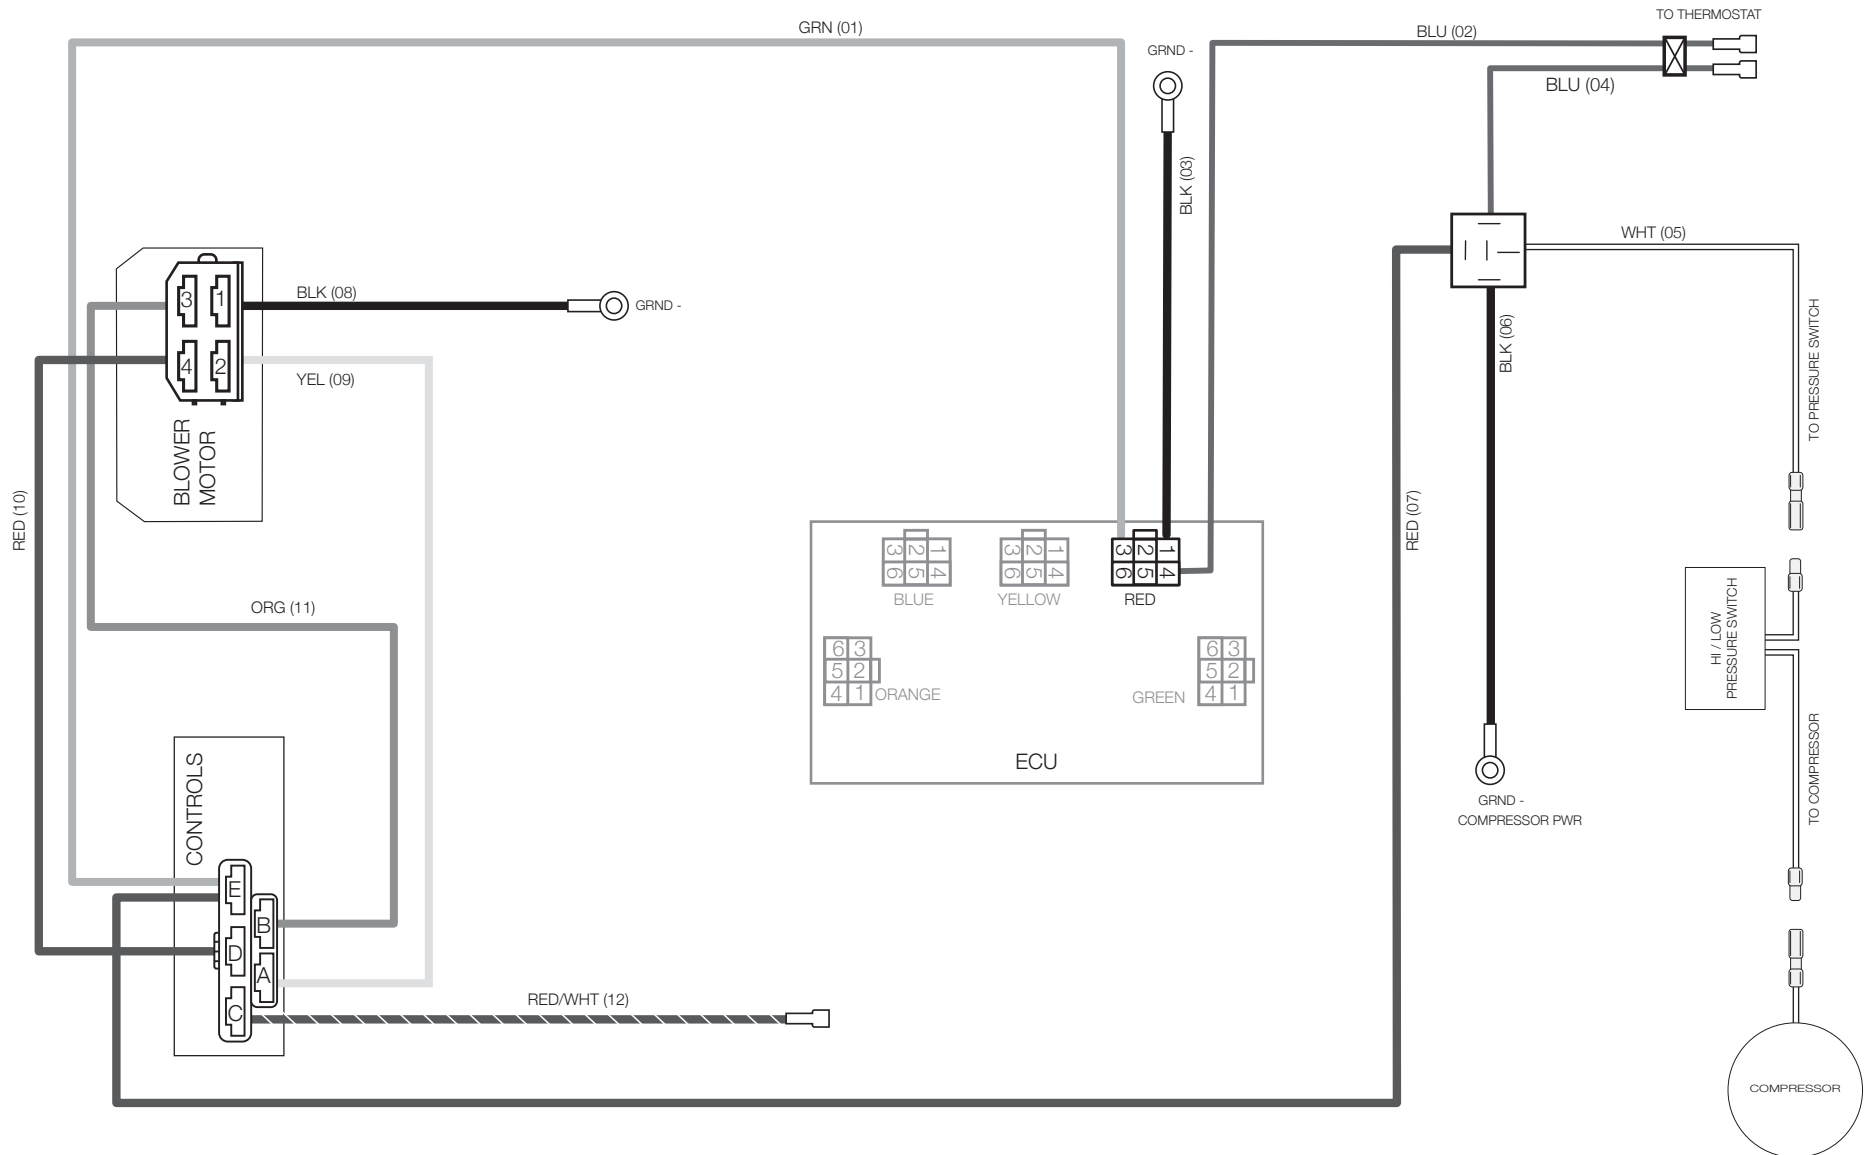 TO THERMOSTAT
GRN (01)
BLU (02)
GRND -
BLU (04)
BLK (03)
WHT (05)
3 1
4 2
BLK (08)
GRND -
YEL (09)
BLOWER
MOTOR
BLK (06)
TO PRESSURE SWITCH
RED (10)
RED (07)
ORG (11)
3 2 1
6 5 4
BLUE
3 2 1
6 5 4
YELLOW
3 2 1
6 5 4
RED
HI / LOW
PRESSURE SWITCH
6 3
5 2
4 1
ORANGE
GREEN
6 3
5 2
4 1
ECU
TO COMPRESSOR
GRND -
COMPRESSOR PWR
CONTROLS
E
B
D
A
C
RED/WHT (12)
COMPRESSOR